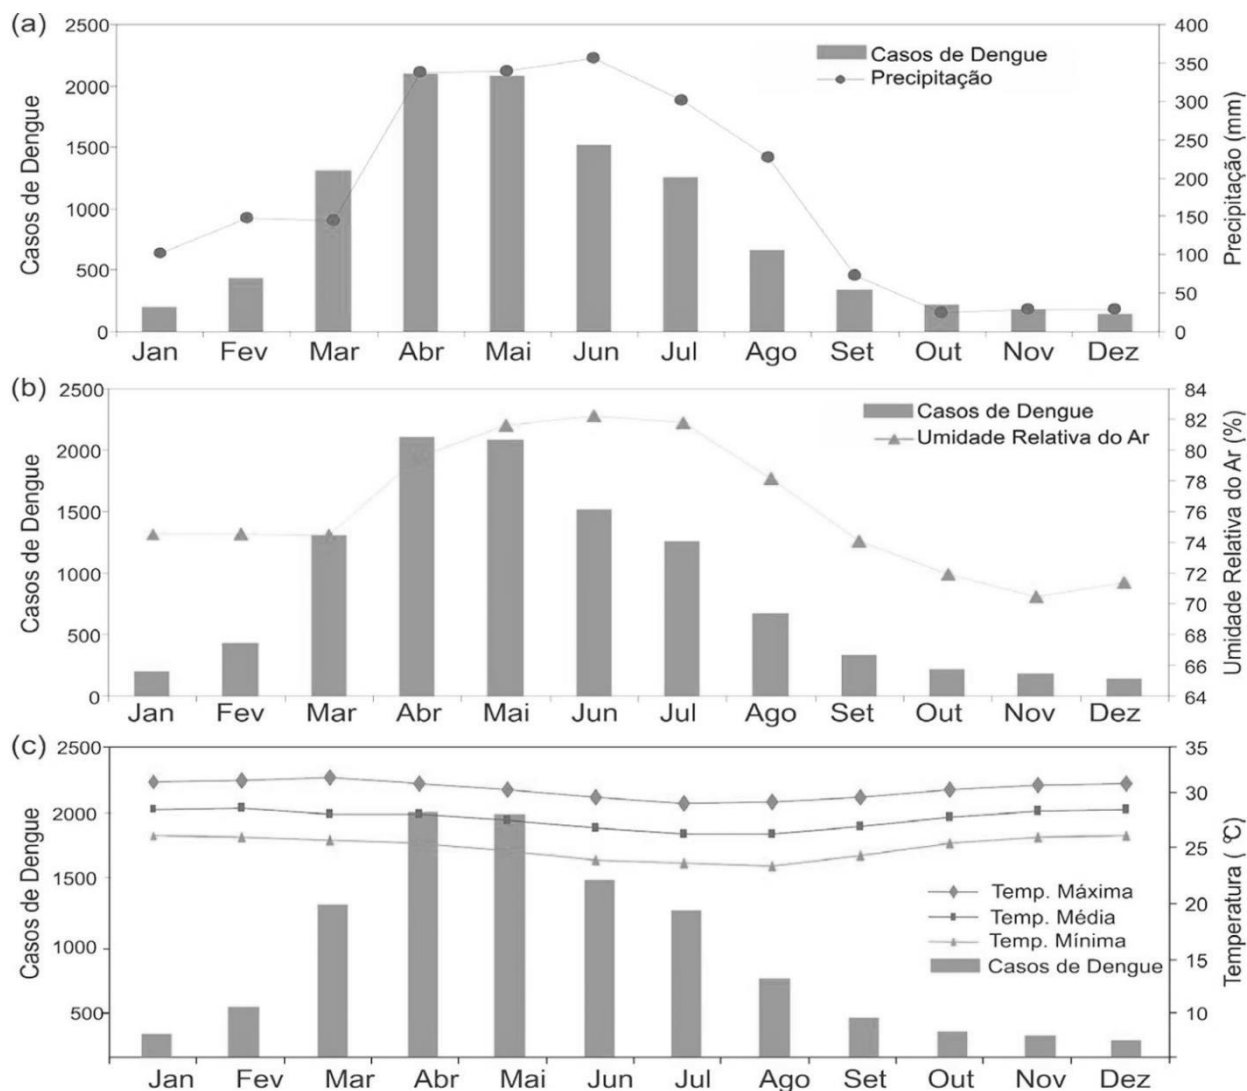 (a)
Casos de Dengue
2500
2000
1500
1000
500
0
Casos de Dengue
Precipitação
400
350
300
250
200
150
100
50
0
Precipitação (mm)
Jan Fev Mar Abr Mai Jun Jul Ago Set Out Nov Dez
(b)
Casos de Dengue
2500
2000
1500
1000
500
0
Casos de Dengue
Umidade Relativa do Ar
84
82
80
78
76
74
72
70
68
66
64
Umidade Relativa do Ar (%)
Jan Fev Mar Abr Mai Jun Jul Ago Set Out Nov Dez
(c)
Casos de Dengue
2500
2000
1500
1000
500
Temp. Máxima
Temp. Média
Temp. Mínima
Casos de Dengue
35
30
25
20
15
10
Temperatura ( °C)
Jan Fev Mar Abr Mai Jun Jul Ago Set Out Nov Dez